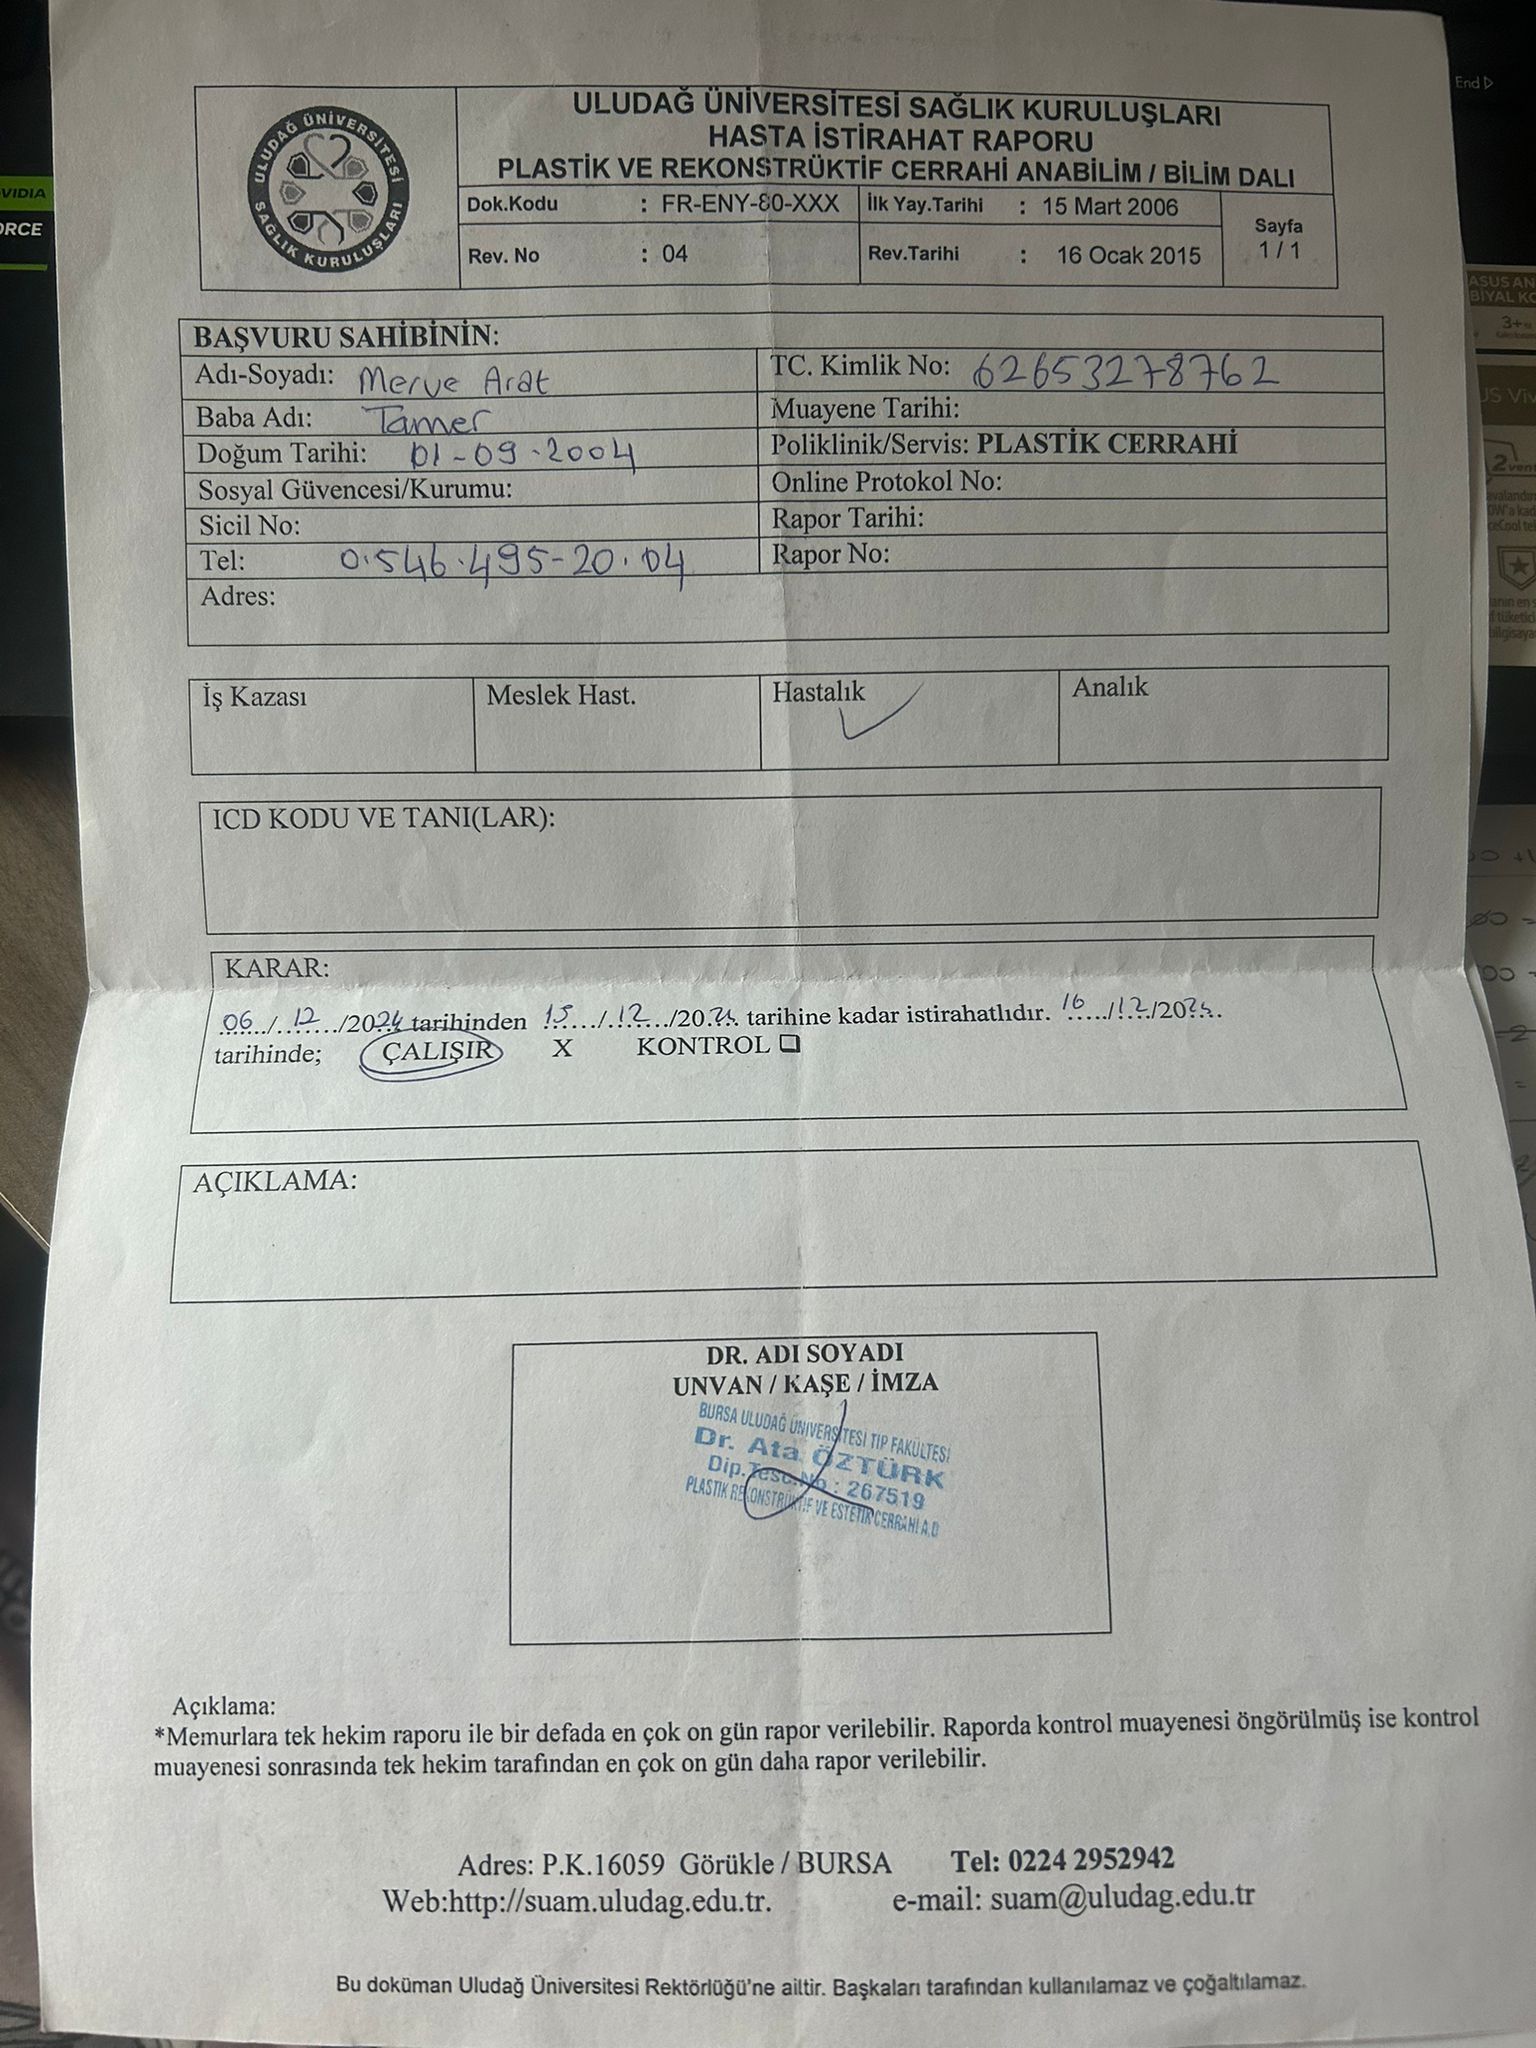 End
VIDIA
ORCE
ULUDAĞ ÜNİVERSİTESİ
SAĞLIK KURULUŞLARI
ULUDAĞ ÜNİVERSİTESİ SAĞLIK KURULUŞLARI
HASTA İSTİRAHAT RAPORU
PLASTİK VE REKONSTRÜKTİF CERRAHİ ANABİLİM / BİLİM DALI
Dok.Kodu : FR-ENY-80-XXX İlk Yay.Tarihi : 15 Mart 2006
Rev. No : 04 Rev.Tarihi : 16 Ocak 2015
Sayfa
1 / 1
BAŞVURU SAHİBİNİN:
Adı-Soyadı: Merve Arat TC. Kimlik No: 62653278762
Baba Adı: Tamer Muayene Tarihi:
Doğum Tarihi: 01-09-2004 Poliklinik/Servis: PLASTİK CERRAHİ
Sosyal Güvencesi/Kurumu: Online Protokol No:
Sicil No: Rapor Tarihi:
Tel: 0.546.495-20.04 Rapor No:
Adres:
İş Kazası Meslek Hast. Hastalık Analık
ICD KODU VE TANI(LAR):
KARAR:
06/12/2024 tarihinden 15/12/2024 tarihine kadar istirahatlıdır. 16/12/2024
tarihinde; ÇALIŞIR X KONTROL
AÇIKLAMA:
DR. ADI SOYADI
UNVAN / KAŞE / İMZA
BURSA ULUDAĞ ÜNİVERSİTESİ TIP FAKÜLTESİ
Dr. Ata ÖZTÜRK
Dip.Tesc.No : 267519
PLASTİK REKONSTRÜKTİF VE ESTETİK CERRAHİ A.D
Açıklama:
*Memurlara tek hekim raporu ile bir defada en çok on gün rapor verilebilir. Raporda kontrol muayenesi öngörülmüş ise kontrol
muayenesi sonrasında tek hekim tarafından en çok on gün daha rapor verilebilir.
Adres: P.K.16059 Görükle / BURSA Tel: 0224 2952942
Web:http://suam.uludag.edu.tr. e-mail: suam@uludag.edu.tr
Bu doküman Uludağ Üniversitesi Rektörlüğü'ne aittir. Başkaları tarafından kullanılamaz ve çoğaltılamaz.